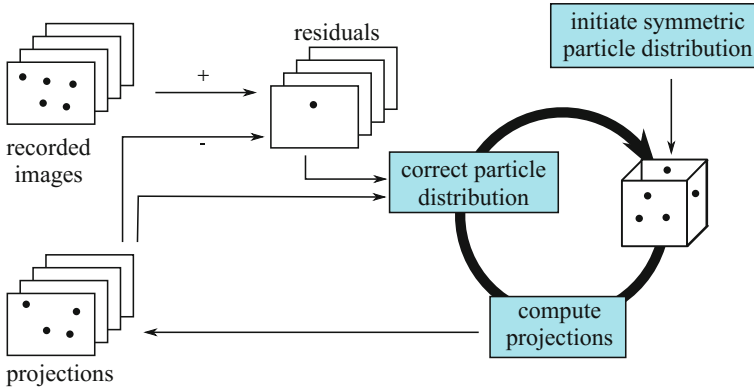 residuals
initiate symmetric
particle distribution
+
-
recorded
images
correct particle
distribution
compute
projections
projections